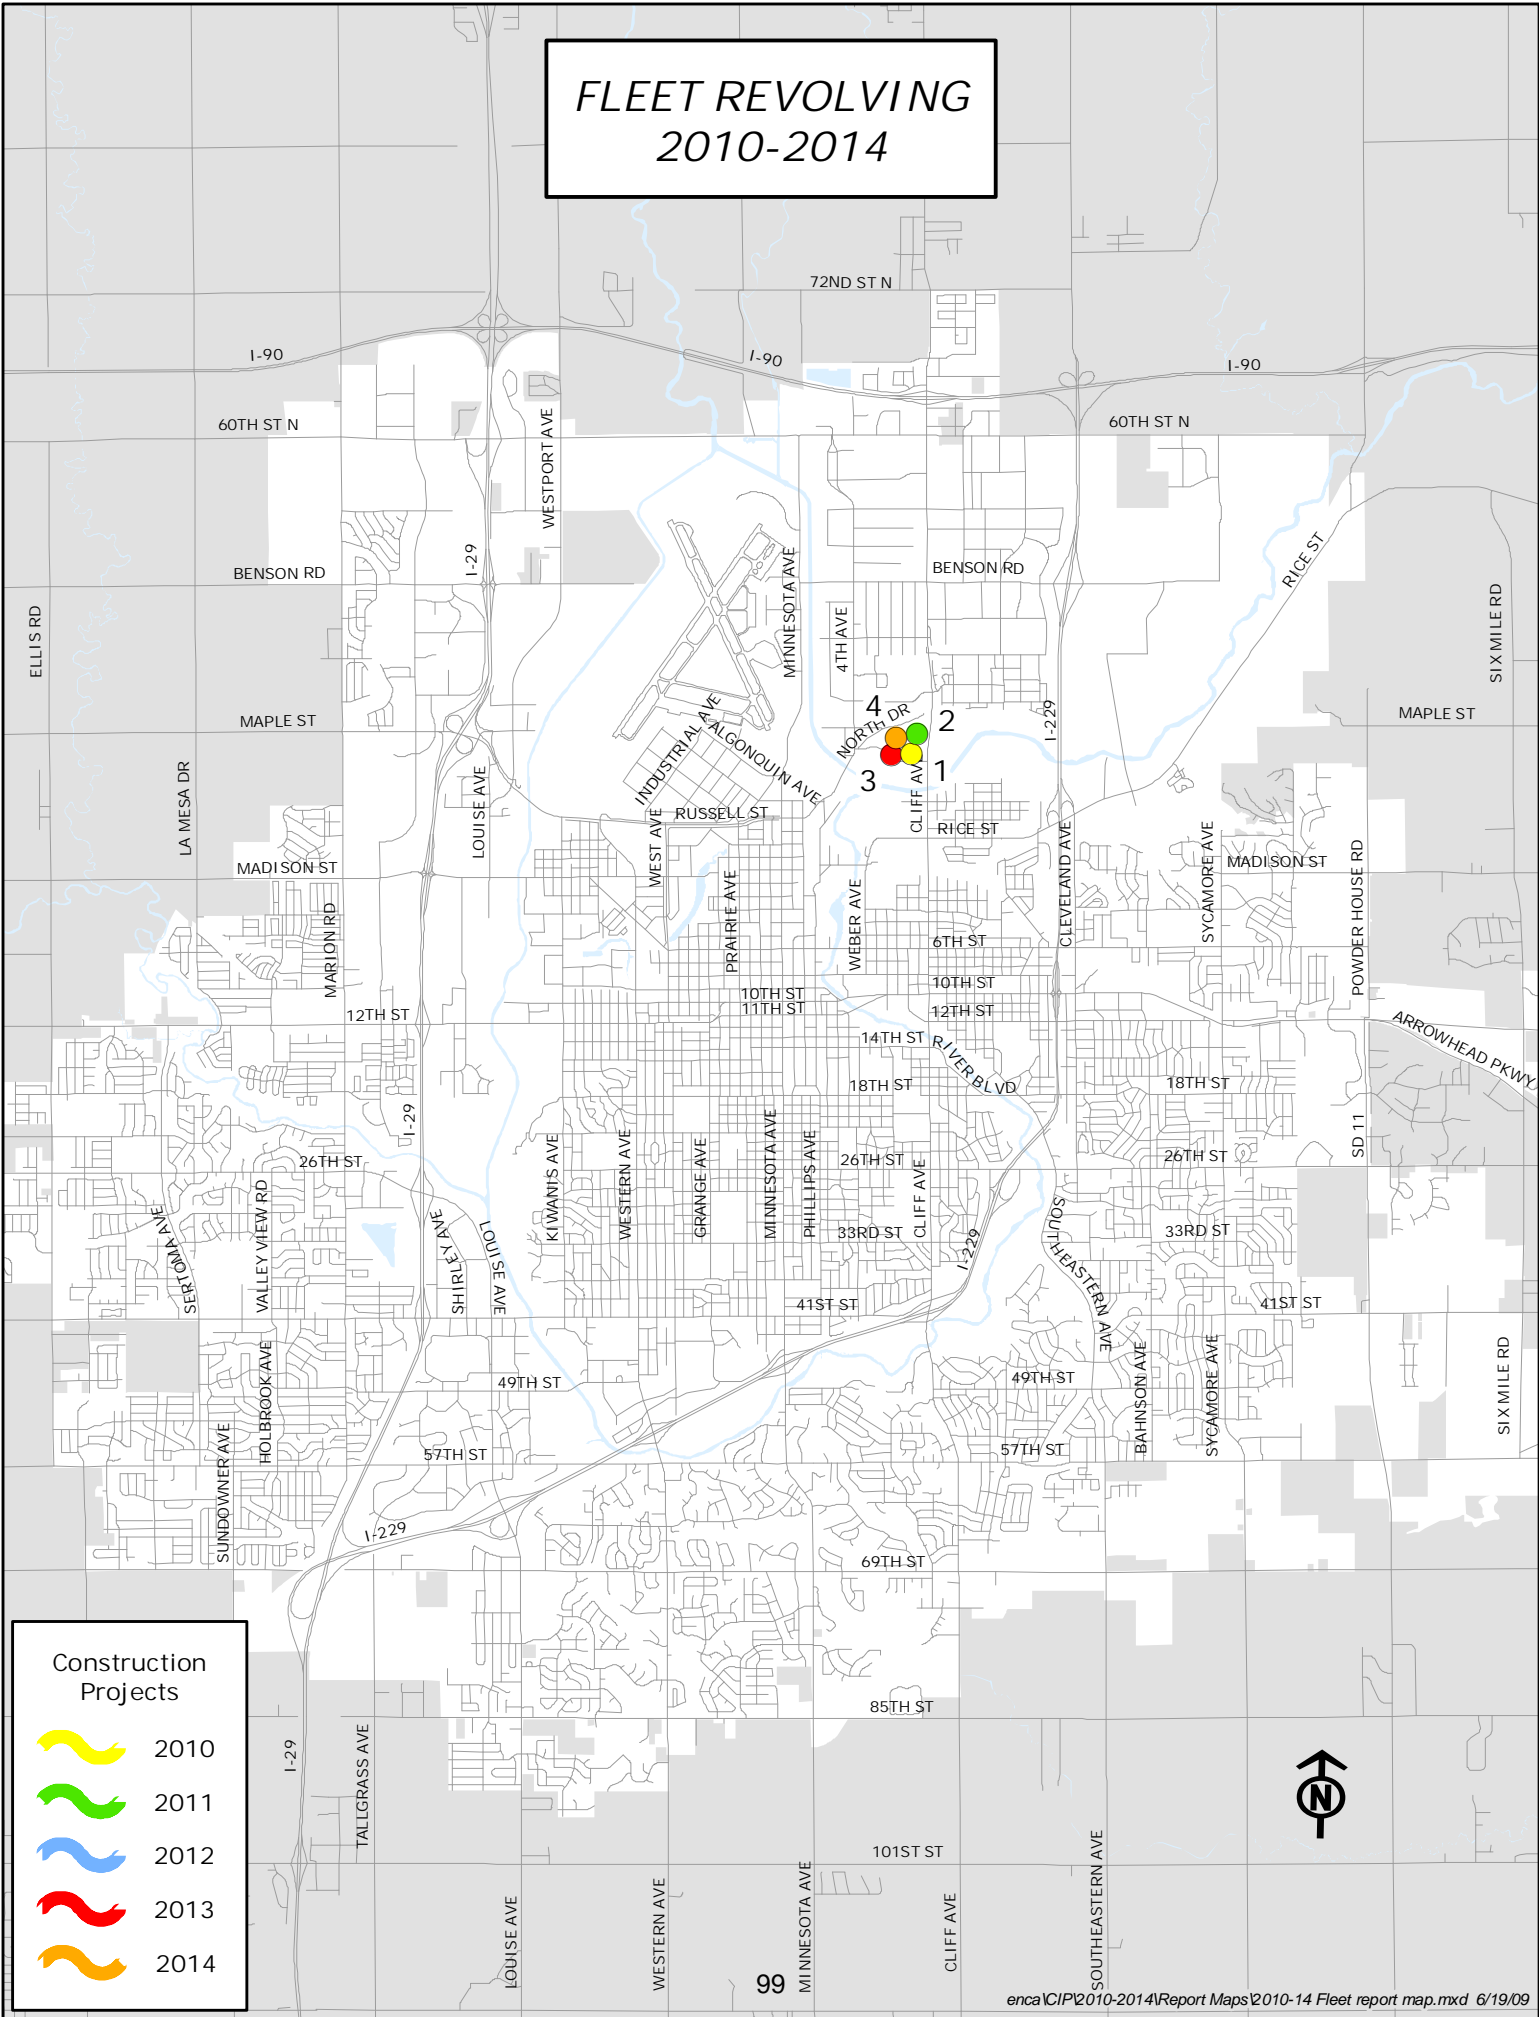 FLEET REVOLVING
2010-2014
72ND ST N
I-90
I-90
I-90
60TH ST N
60TH ST N
WESTPORT AVE
I-29
BENSON RD
BENSON RD
MINNESOTA AVE
4TH AVE
RICE ST
ELLIS RD
SIX MILE RD
MAPLE ST
MAPLE ST
INDUSTRIAL AVE
ALGONQUIN AVE
NORTH DR
4
2
3
1
I-229
LA MESA DR
LOUISE AVE
RUSSELL ST
CLIFF AVE
RICE ST
WEST AVE
MADISON ST
MADISON ST
PRAIRIE AVE
WEBER AVE
CLEVELAND AVE
SYCAMORE AVE
POWDER HOUSE RD
MARION RD
6TH ST
10TH ST
10TH ST
11TH ST
12TH ST
12TH ST
ARROWHEAD PKWY
14TH ST
RIVER BLVD
18TH ST
18TH ST
I-29
SD 11
26TH ST
26TH ST
26TH ST
KIWANIS AVE
WESTERN AVE
GRANGE AVE
MINNESOTA AVE
PHILLIPS AVE
CLIFF AVE
SERTOMA AVE
VALLEY VIEW RD
SHIRLEY AVE
LOUISE AVE
33RD ST
33RD ST
I-229
SOUTHEASTERN AVE
41ST ST
41ST ST
HOLBROOK AVE
49TH ST
49TH ST
BAHNSON AVE
SYCAMORE AVE
SIX MILE RD
SUNDOWNER AVE
57TH ST
57TH ST
I-229
69TH ST
85TH ST
I-29
TALLGRASS AVE
101ST ST
LOUISE AVE
WESTERN AVE
MINNESOTA AVE
CLIFF AVE
SOUTHEASTERN AVE
Construction
Projects
2010
2011
2012
2013
2014
N
99
enca\CIP\2010-2014\Report Maps\2010-14 Fleet report map.mxd 6/19/09